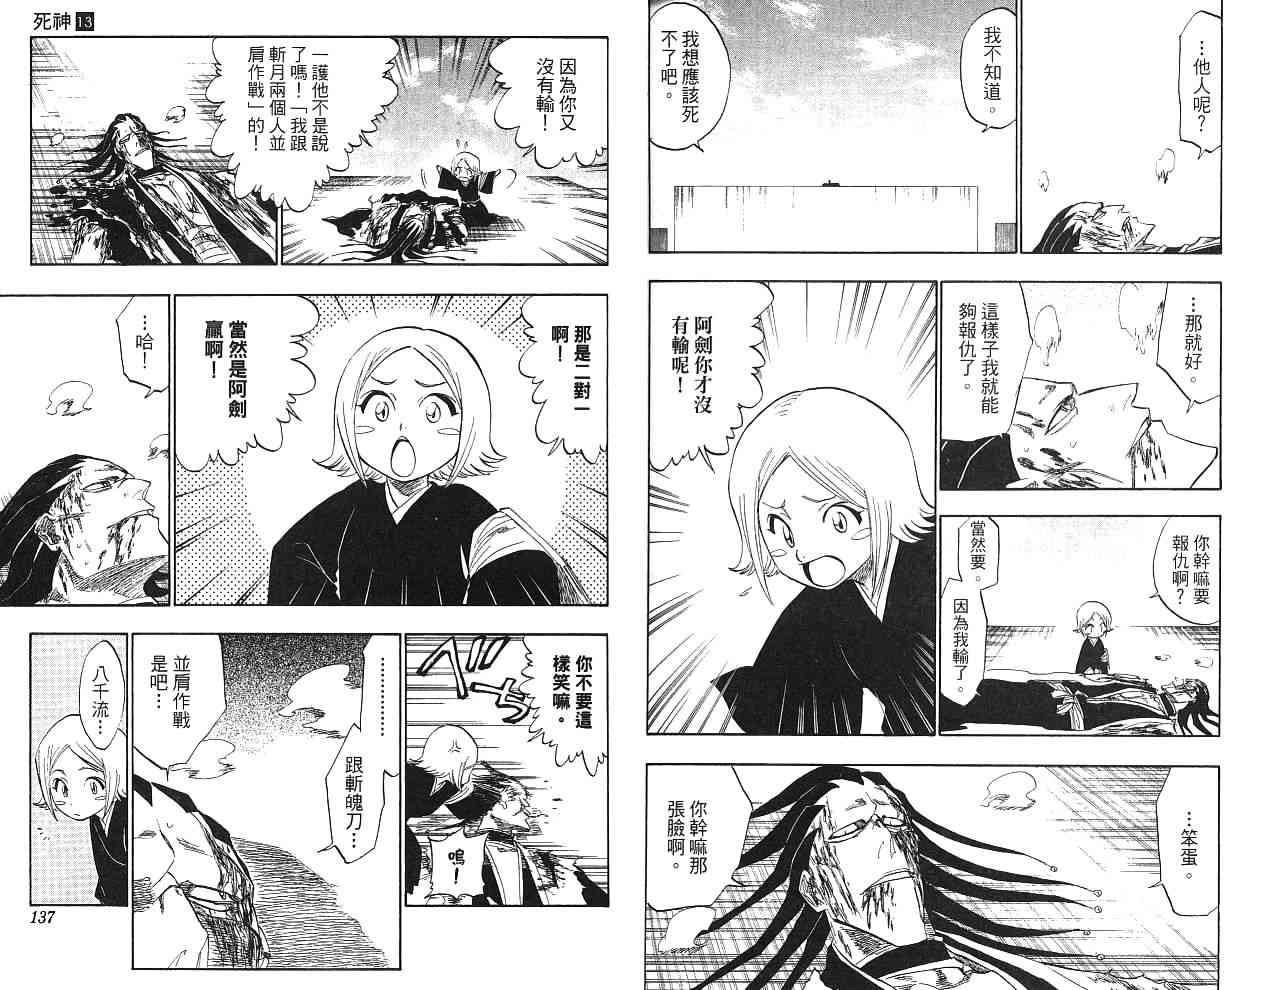 …他人呢?
我不知道。
我想應該死
不了吧。
…那就好。
這樣子我就能
夠報仇了。
你幹嘛要
報仇啊?
當然要。
因為我輸了。
阿劍你才沒
有輸呢!
…笨蛋。
你幹嘛那
張臉啊。
死神13
因為你又
沒有輸!
一護他不是說
了嗎!「我跟
斬月兩個人並
肩作戰」的!
那是二對一
啊!
當然是阿劍
贏啊!
…哈!
你不要這
樣笑嘛。
べちっ
嗚!
…………
跟斬魄刀…
並肩作戰
是吧…
八千流…
137